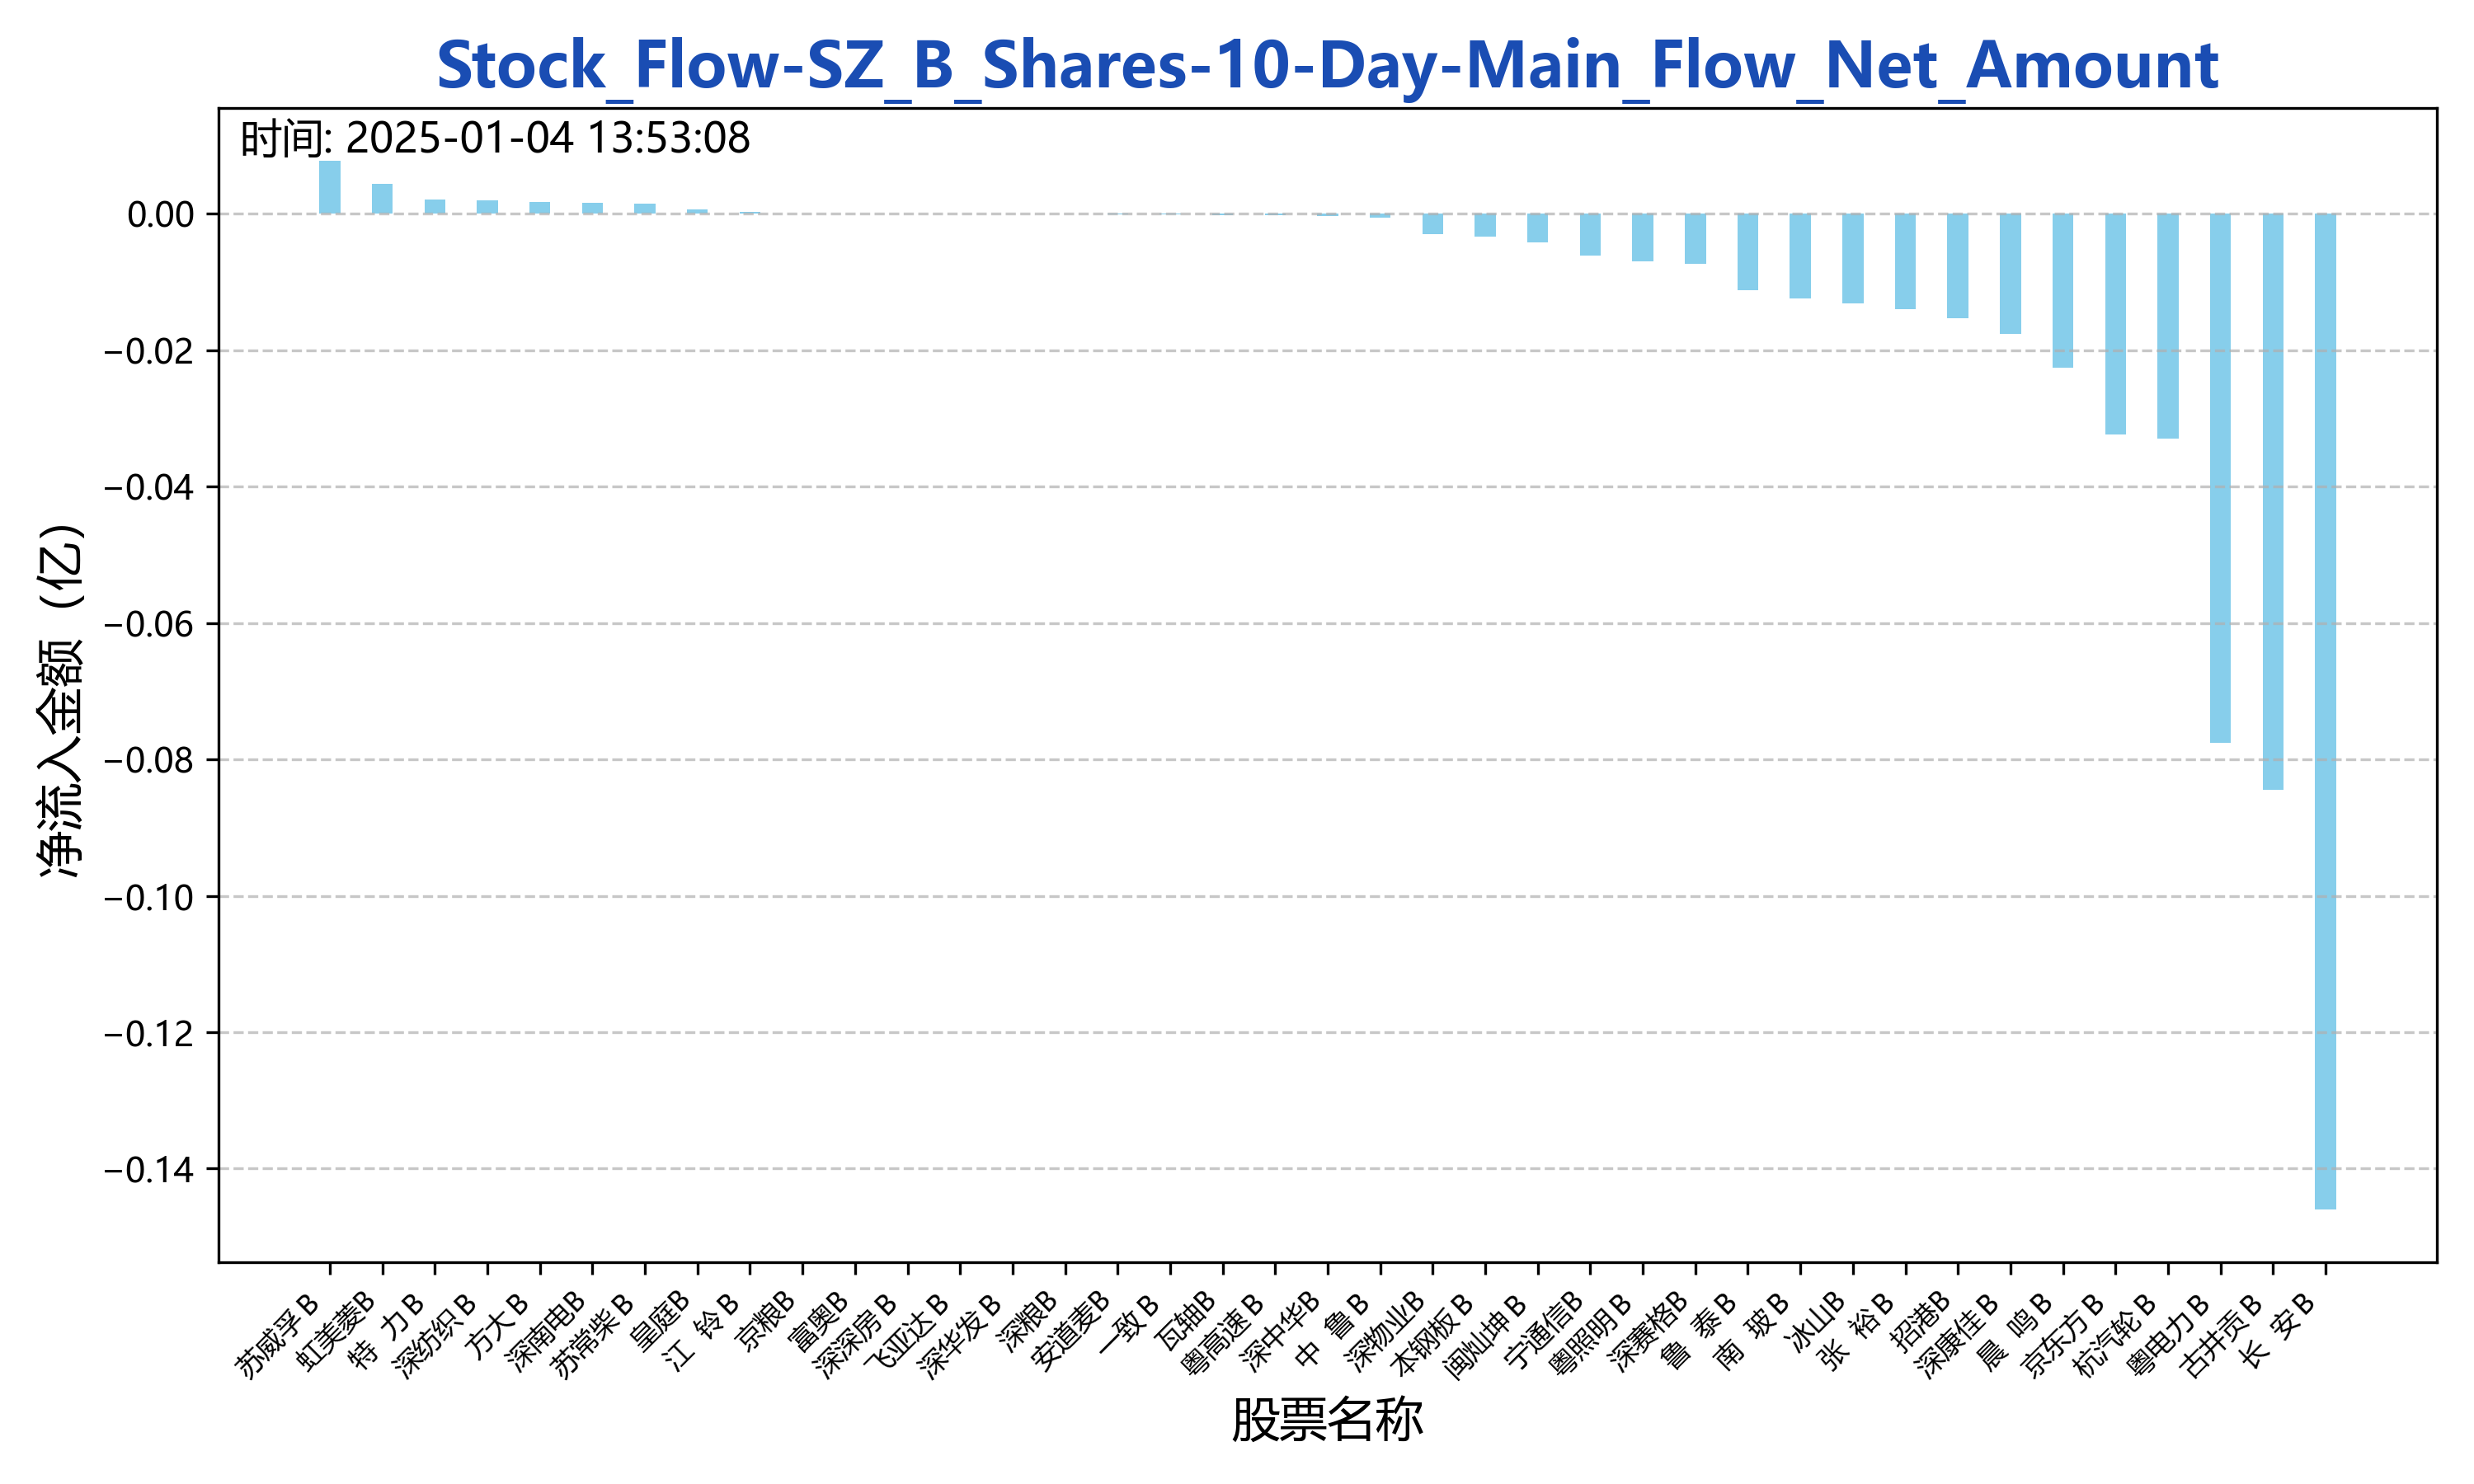 Stock_Flow-SZ_B_Shares-10-Day-Main_Flow_Net_Amount
时间: 2025-01-04 13:53:08
净流入金额 (亿)
0.00
−0.02
−0.04
−0.06
−0.08
−0.10
−0.12
−0.14
苏威孚B
虹美菱B
特 力B
深纺织B
方大B
深南电B
苏常柴B
皇庭B
江 铃B
京粮B
富奥B
深深房B
飞亚达B
深华发B
深粮B
安道麦B
一致B
瓦轴B
粤高速B
深中华B
中 鲁B
深物业B
本钢板B
闽灿坤B
宁通信B
粤照明B
深赛格B
鲁 泰B
南 玻B
冰山B
张 裕B
招港B
深康佳B
晨 鸣B
京东方B
杭汽轮B
粤电力B
古井贡B
长 安B
股票名称